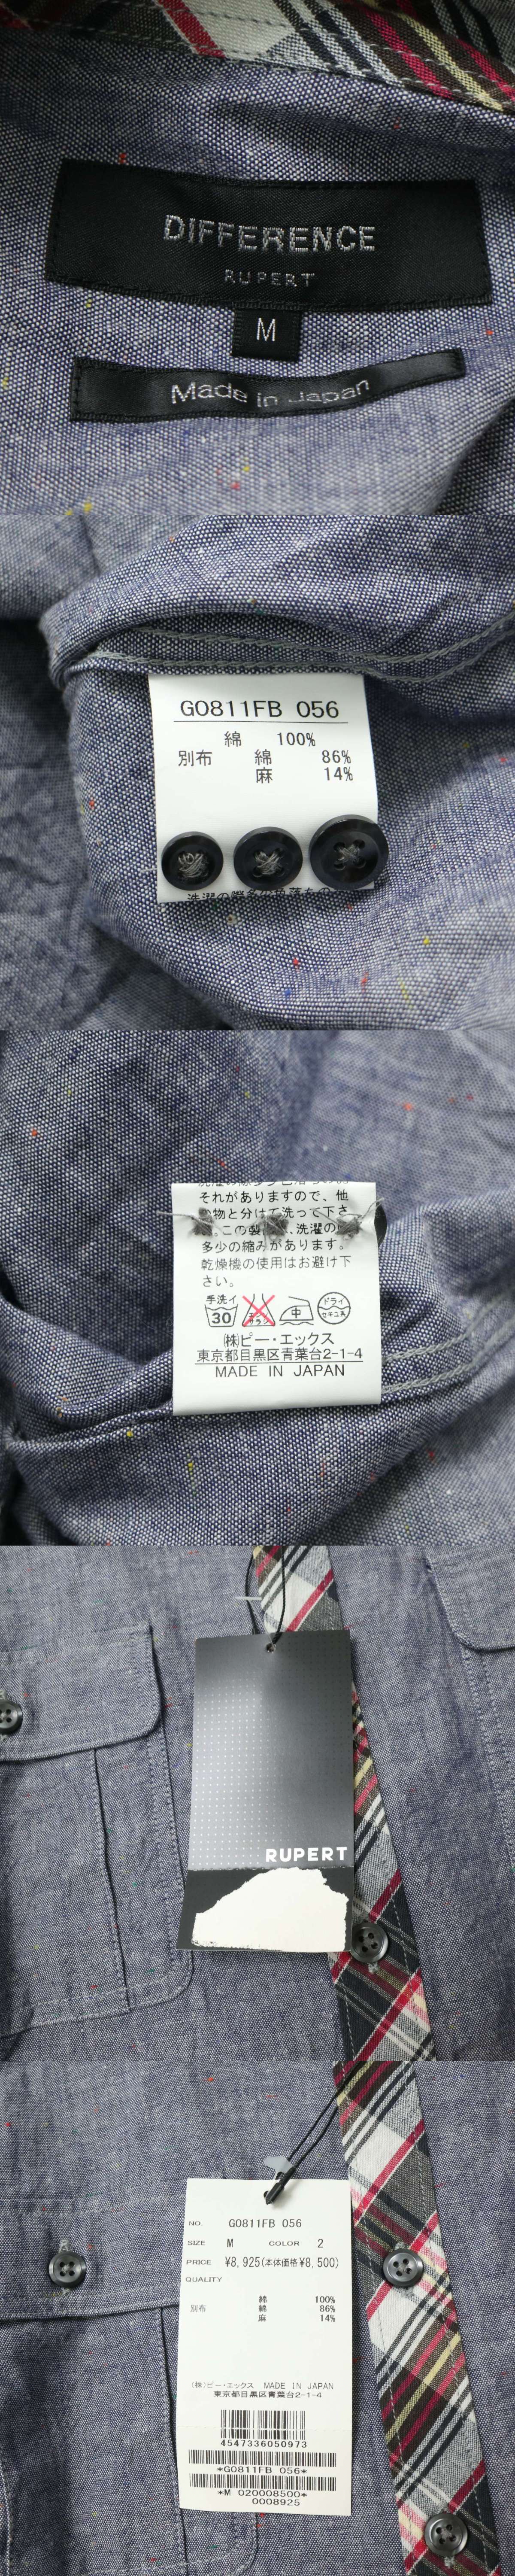 DIFFERENCE
RUPERT
M
Made in Japan
G0811FB 056
綿 100%
別布 綿 86%
麻 14%
それがありますので、他
物と分けて洗って下さ
洗濯の
多少の縮みがあります。
乾燥機の使用はお避け下
さい。
手洗イ ドライ
30 中 セキユ系
㈱ピー・エックス
東京都目黒区青葉台2-1-4
MADE IN JAPAN
RUPERT
NO. G0811FB 056
SIZE M COLOR 2
PRICE ¥8,925(本体価格¥8,500)
QUALITY
綿 100%
別布 綿 86%
麻 14%
(株)ピー・エックス MADE IN JAPAN
東京都目黒区青葉台2-1-4
4547336050973
*G0811FB 056*
*M 020008500*
0008925